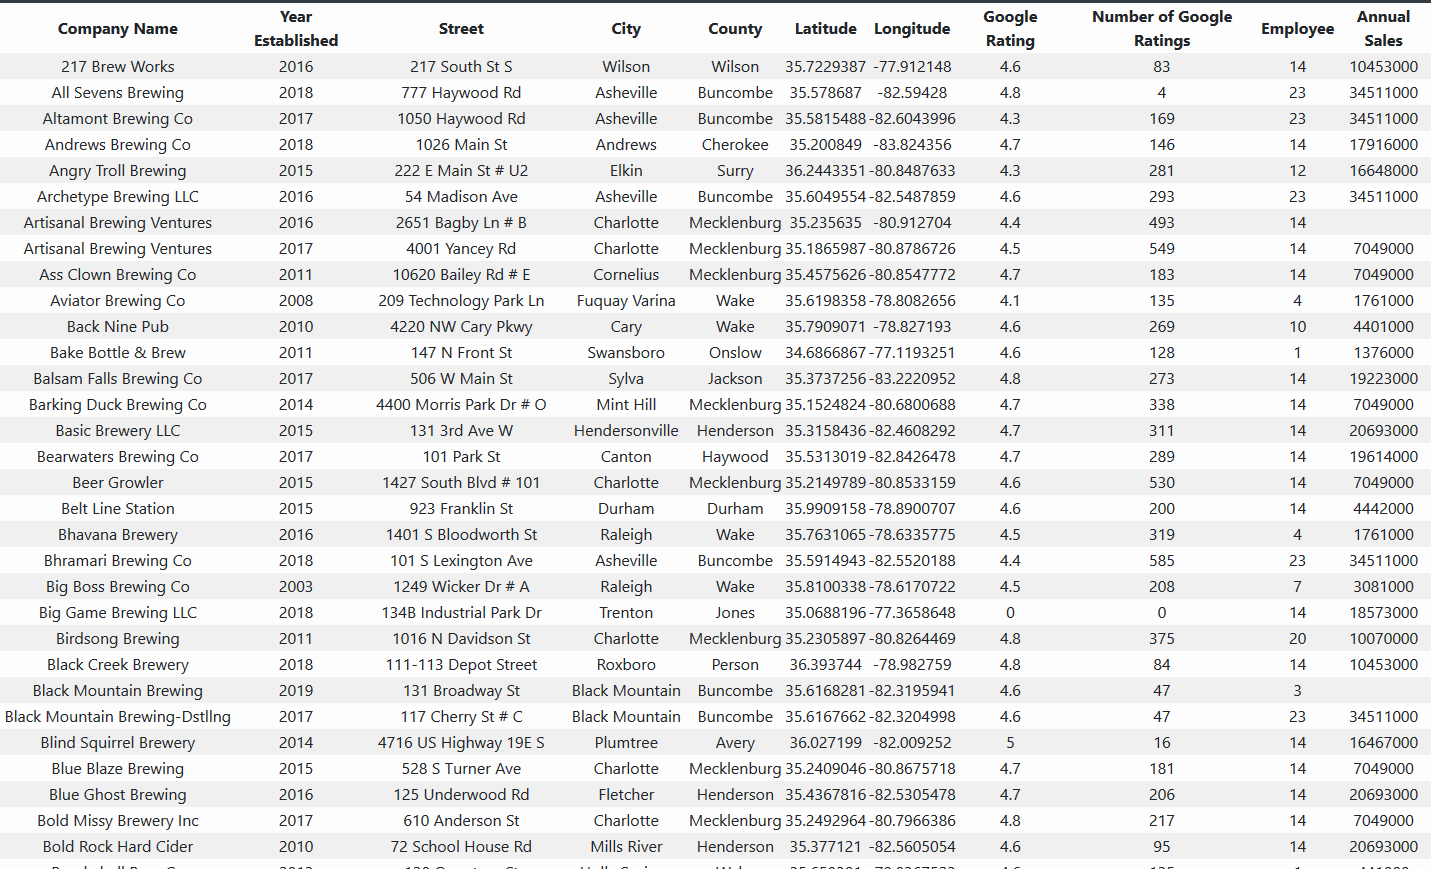 Company Name Year Established Street City County Latitude Longitude Google Rating Number of Google Ratings Employee Annual Sales
217 Brew Works 2016 217 South St S Wilson Wilson 35.7229387 -77.912148 4.6 83 14 10453000
All Sevens Brewing 2018 777 Haywood Rd Asheville Buncombe 35.578687 -82.59428 4.8 4 23 34511000
Altamont Brewing Co 2017 1050 Haywood Rd Asheville Buncombe 35.5815488 -82.6043996 4.3 169 23 34511000
Andrews Brewing Co 2018 1026 Main St Andrews Cherokee 35.200849 -83.824356 4.7 146 14 17916000
Angry Troll Brewing 2015 222 E Main St # U2 Elkin Surry 36.2443351 -80.8487633 4.3 281 12 16648000
Archetype Brewing LLC 2016 54 Madison Ave Asheville Buncombe 35.6049554 -82.5487859 4.6 293 23 34511000
Artisanal Brewing Ventures 2016 2651 Bagby Ln # B Charlotte Mecklenburg 35.235635 -80.912704 4.4 493 14
Artisanal Brewing Ventures 2017 4001 Yancey Rd Charlotte Mecklenburg 35.1865987 -80.8786726 4.5 549 14 7049000
Ass Clown Brewing Co 2011 10620 Bailey Rd # E Cornelius Mecklenburg 35.4575626 -80.8547772 4.7 183 14 7049000
Aviator Brewing Co 2008 209 Technology Park Ln Fuquay Varina Wake 35.6198358 -78.8082656 4.1 135 4 1761000
Back Nine Pub 2010 4220 NW Cary Pkwy Cary Wake 35.7909071 -78.827193 4.6 269 10 4401000
Bake Bottle & Brew 2011 147 N Front St Swansboro Onslow 34.6866867 -77.1193251 4.6 128 1 1376000
Balsam Falls Brewing Co 2017 506 W Main St Sylva Jackson 35.3737256 -83.2220952 4.8 273 14 19223000
Barking Duck Brewing Co 2014 4400 Morris Park Dr # O Mint Hill Mecklenburg 35.1524824 -80.6800688 4.7 338 14 7049000
Basic Brewery LLC 2015 131 3rd Ave W Hendersonville Henderson 35.3158436 -82.4608292 4.7 311 14 20693000
Bearwaters Brewing Co 2017 101 Park St Canton Haywood 35.5313019 -82.8426478 4.7 289 14 19614000
Beer Growler 2015 1427 South Blvd # 101 Charlotte Mecklenburg 35.2149789 -80.8533159 4.6 530 14 7049000
Belt Line Station 2015 923 Franklin St Durham Durham 35.9909158 -78.8900707 4.6 200 14 4442000
Bhavana Brewery 2016 1401 S Bloodworth St Raleigh Wake 35.7631065 -78.6335775 4.5 319 4 1761000
Bhramari Brewing Co 2018 101 S Lexington Ave Asheville Buncombe 35.5914943 -82.5520188 4.4 585 23 34511000
Big Boss Brewing Co 2003 1249 Wicker Dr # A Raleigh Wake 35.8100338 -78.6170722 4.5 208 7 3081000
Big Game Brewing LLC 2018 134B Industrial Park Dr Trenton Jones 35.0688196 -77.3658648 0 0 14 18573000
Birdsong Brewing 2011 1016 N Davidson St Charlotte Mecklenburg 35.2305897 -80.8264469 4.8 375 20 10070000
Black Creek Brewery 2018 111-113 Depot Street Roxboro Person 36.393744 -78.982759 4.8 84 14 10453000
Black Mountain Brewing 2019 131 Broadway St Black Mountain Buncombe 35.6168281 -82.3195941 4.6 47 3
Black Mountain Brewing-Dstllng 2017 117 Cherry St # C Black Mountain Buncombe 35.6167662 -82.3204998 4.6 47 23 34511000
Blind Squirrel Brewery 2014 4716 US Highway 19E S Plumtree Avery 36.027199 -82.009252 5 16 14 16467000
Blue Blaze Brewing 2015 528 S Turner Ave Charlotte Mecklenburg 35.2409046 -80.8675718 4.7 181 14 7049000
Blue Ghost Brewing 2016 125 Underwood Rd Fletcher Henderson 35.4367816 -82.5305478 4.7 206 14 20693000
Bold Missy Brewery Inc 2017 610 Anderson St Charlotte Mecklenburg 35.2492964 -80.7966386 4.8 217 14 7049000
Bold Rock Hard Cider 2010 72 School House Rd Mills River Henderson 35.377121 -82.5605054 4.6 95 14 20693000